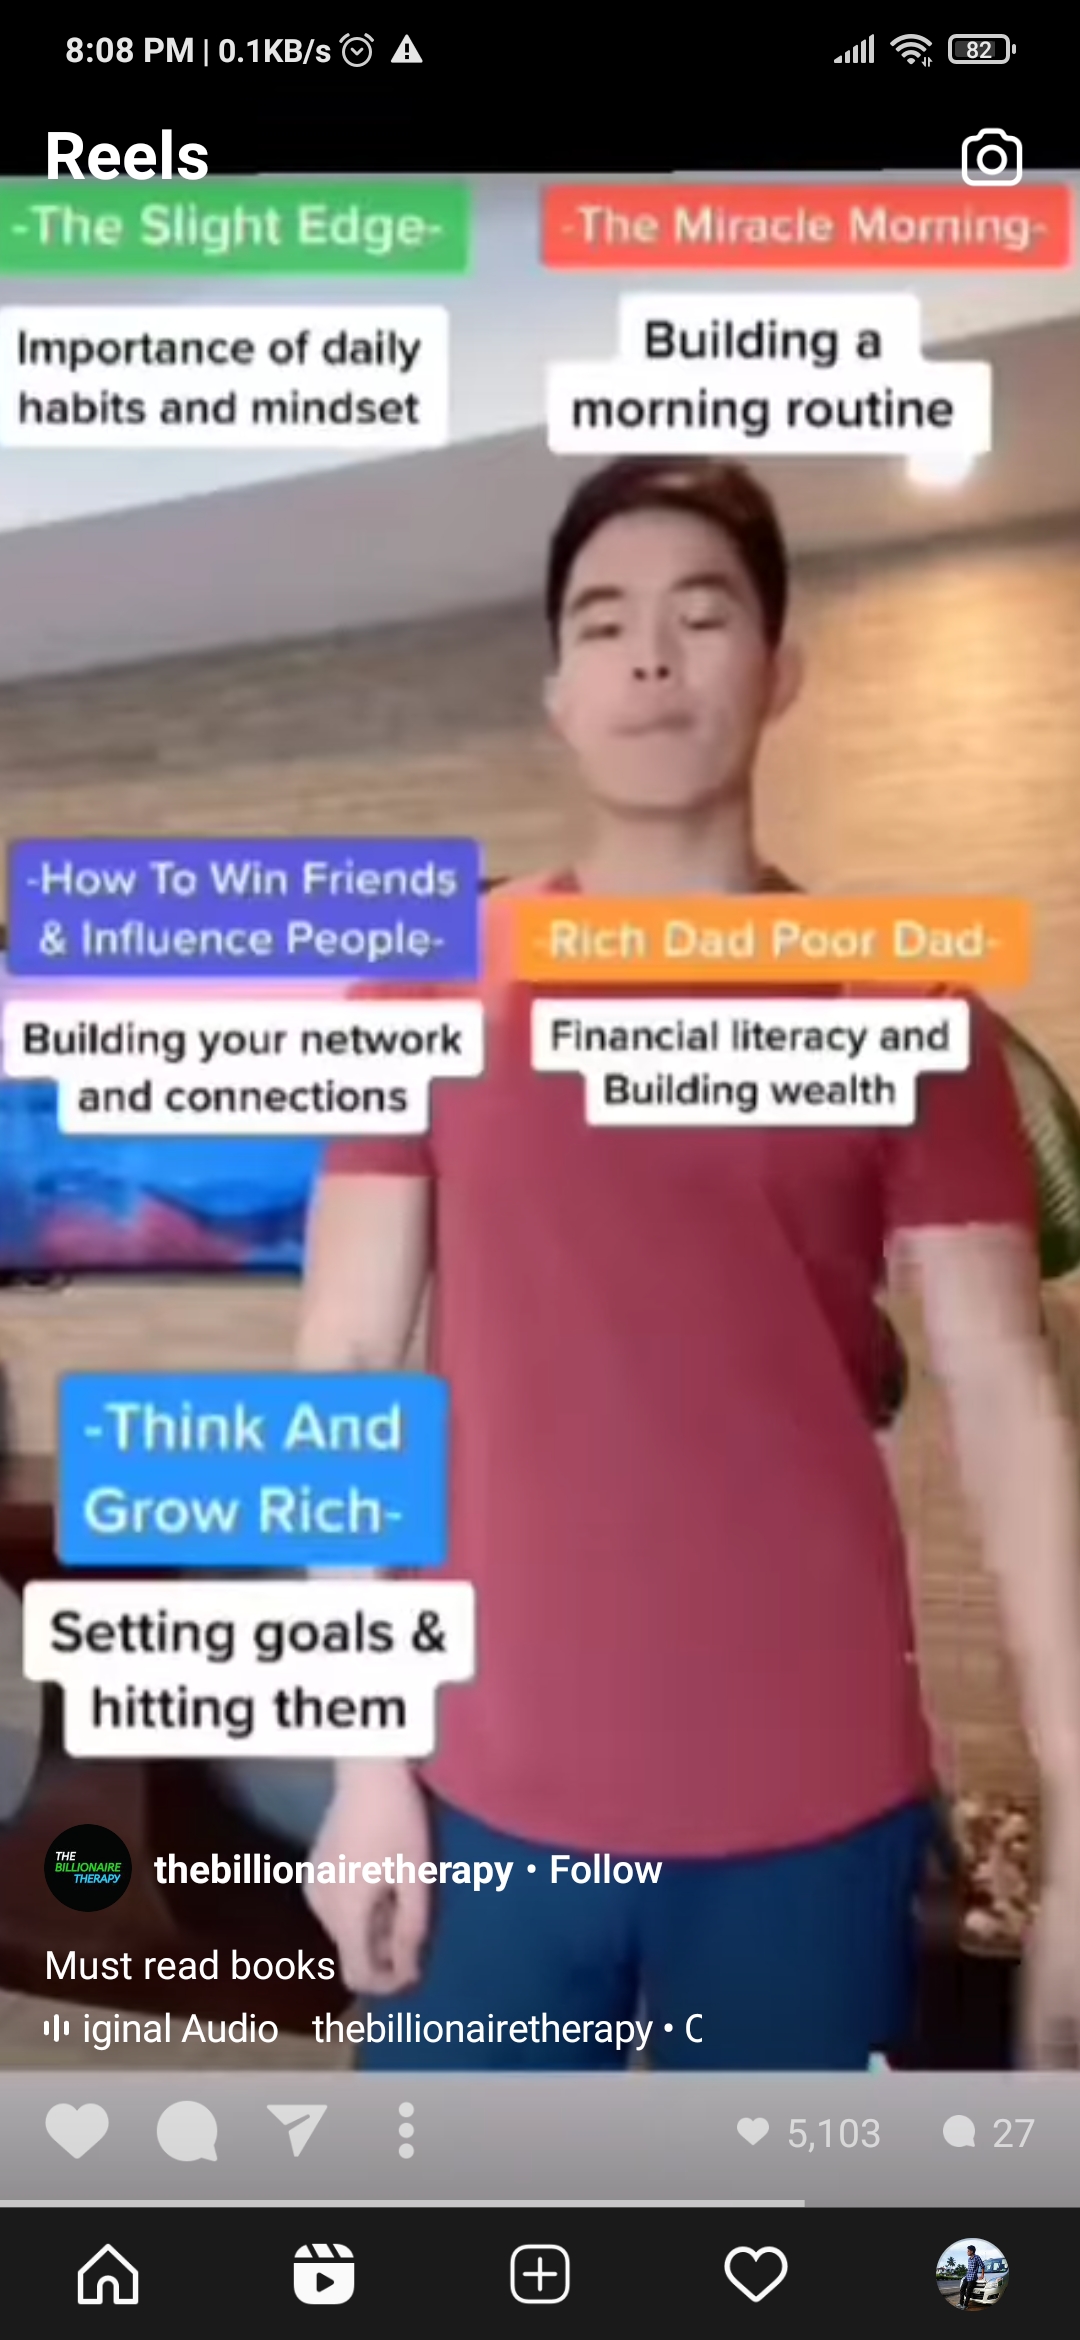 8:08 PM | 0.1KB/s
82
Reels
-The Slight Edge-
Importance of daily
habits and mindset
-The Miracle Morning-
Building a
morning routine
-How To Win Friends
& Influence People-
Building your network
and connections
-Rich Dad Poor Dad-
Financial literacy and
Building wealth
-Think And
Grow Rich-
Setting goals &
hitting them
THE
BILLIONAIRE
THERAPY
thebillionairetherapy • Follow
Must read books
iginal Audio thebillionairetherapy • O
5,103
27